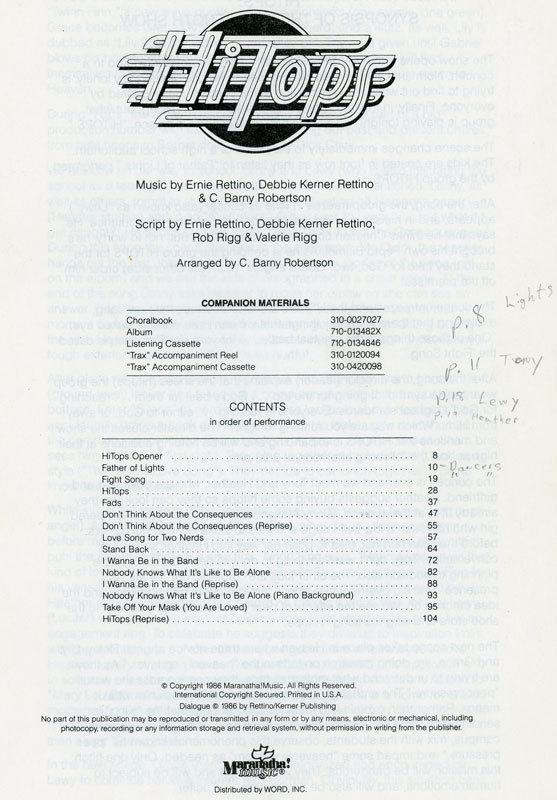 HiTops
Music by Ernie Rettino, Debbie Kerner Rettino
& C. Barny Robertson
Script by Ernie Rettino, Debbie Kerner Rettino,
Rob Rigg & Valerie Rigg
Arranged by C. Barny Robertson
COMPANION MATERIALS
Choralbook 310-0027027
Album 710-013482X
Listening Cassette 710-0134846
"Trax" Accompaniment Reel 310-0120094
"Trax" Accompaniment Cassette 310-0420098
p. 8 Lights
p. 11 Tony
p. 18 Lewy
Heather
CONTENTS
in order of performance
HiTops Opener 8
Father of Lights 10 - Dancers
Fight Song 19 " "
HiTops 28
Fads 37
Don't Think About the Consequences 47
Don't Think About the Consequences (Reprise) 55
Love Song for Two Nerds 57
Stand Back 64
I Wanna Be in the Band 72
Nobody Knows What It's Like to Be Alone 82
I Wanna Be in the Band (Reprise) 88
Nobody Knows What It's Like to Be Alone (Piano Background) 93
Take Off Your Mask (You Are Loved) 95
HiTops (Reprise) 104
© Copyright 1986 Maranatha! Music. All Rights Reserved.
International Copyright Secured. Printed in U.S.A.
Dialogue © 1986 by Rettino/Kerner Publishing
No part of this publication may be reproduced or transmitted in any form or by any means, electronic or mechanical, including
photocopy, recording or any information storage and retrieval system, without permission in writing from the publisher.
Maranatha!
music
Distributed by WORD, INC.